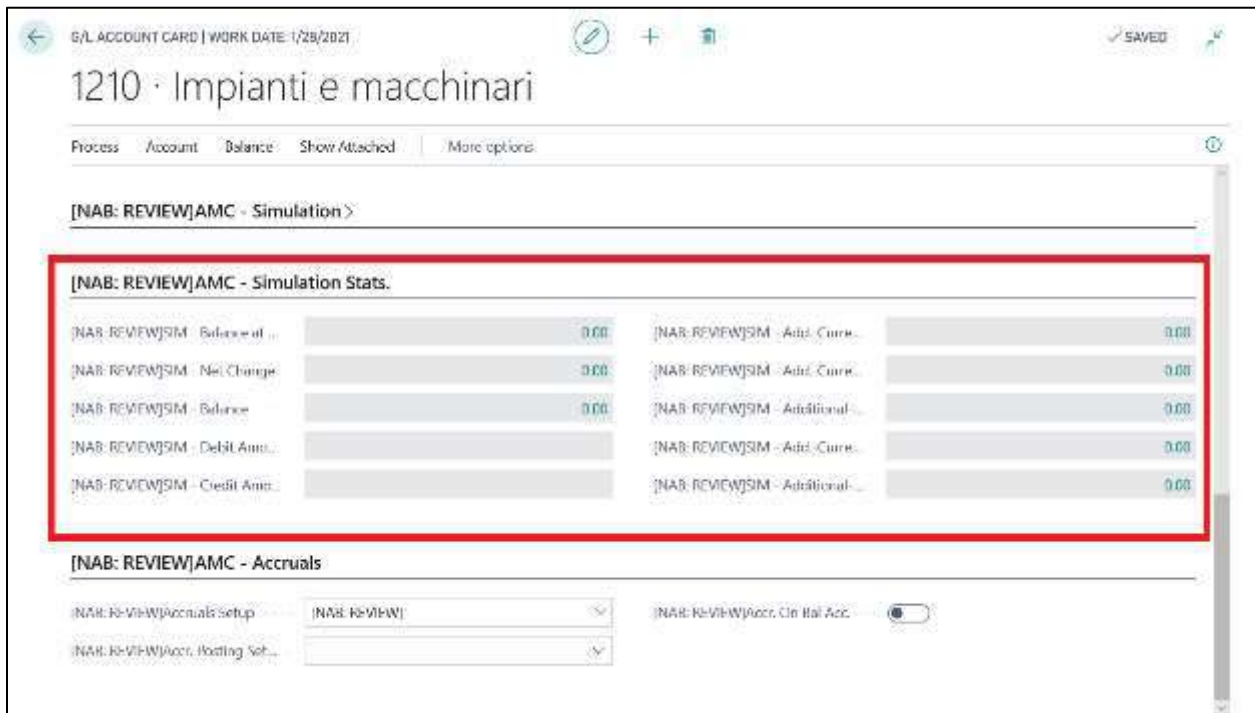 G/L ACCOUNT CARD | WORK DATE: 1/28/2021
SAVED
1210 · Impianti e macchinari
Process Account Balance Show Attached More options
[NAB: REVIEW]AMC - Simulation
[NAB: REVIEW]AMC - Simulation Stats.
[NAB: REVIEW]SIM - Balance at ... 0.00 [NAB: REVIEW]SIM - Add. Curre... 0.00
[NAB: REVIEW]SIM - Net Change 0.00 [NAB: REVIEW]SIM - Add. Curre... 0.00
[NAB: REVIEW]SIM - Balance 0.00 [NAB: REVIEW]SIM - Additional-... 0.00
[NAB: REVIEW]SIM - Debit Amo... [NAB: REVIEW]SIM - Add. Curre... 0.00
[NAB: REVIEW]SIM - Credit Amo... [NAB: REVIEW]SIM - Additional-... 0.00
[NAB: REVIEW]AMC - Accruals
[NAB: REVIEW]Accruals Setup [NAB: REVIEW] [NAB: REVIEW]Accr. On Bal Acc.
[NAB: REVIEW]Accr. Posting Set...